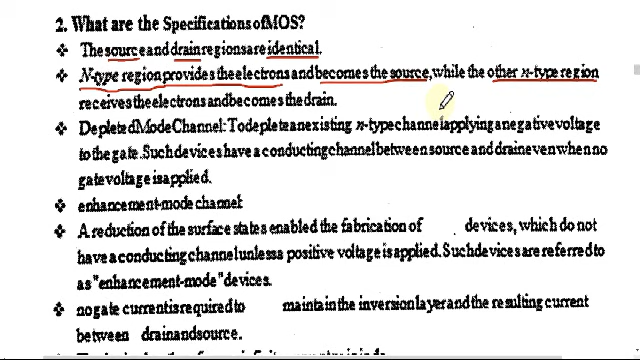 2. What are the Specifications of MOS?
❖ The source and drain regions are identical.
❖ N-type region provides the electrons and becomes the source, while the other n-type region
receives the electrons and becomes the drain.
❖ Depleted Mode Channel: To deplete an existing n-type channel applying a negative voltage
to the gate. Such devices have a conducting channel between source and drain even when no
gate voltage is applied.
❖ enhancement-mode channel:
❖ A reduction of the surface states enabled the fabrication of devices, which do not
have a conducting channel unless a positive voltage is applied. Such devices are referred to
as "enhancement-mode" devices.
❖ no gate current is required to maintain the inversion layer and the resulting current
between drain and source.